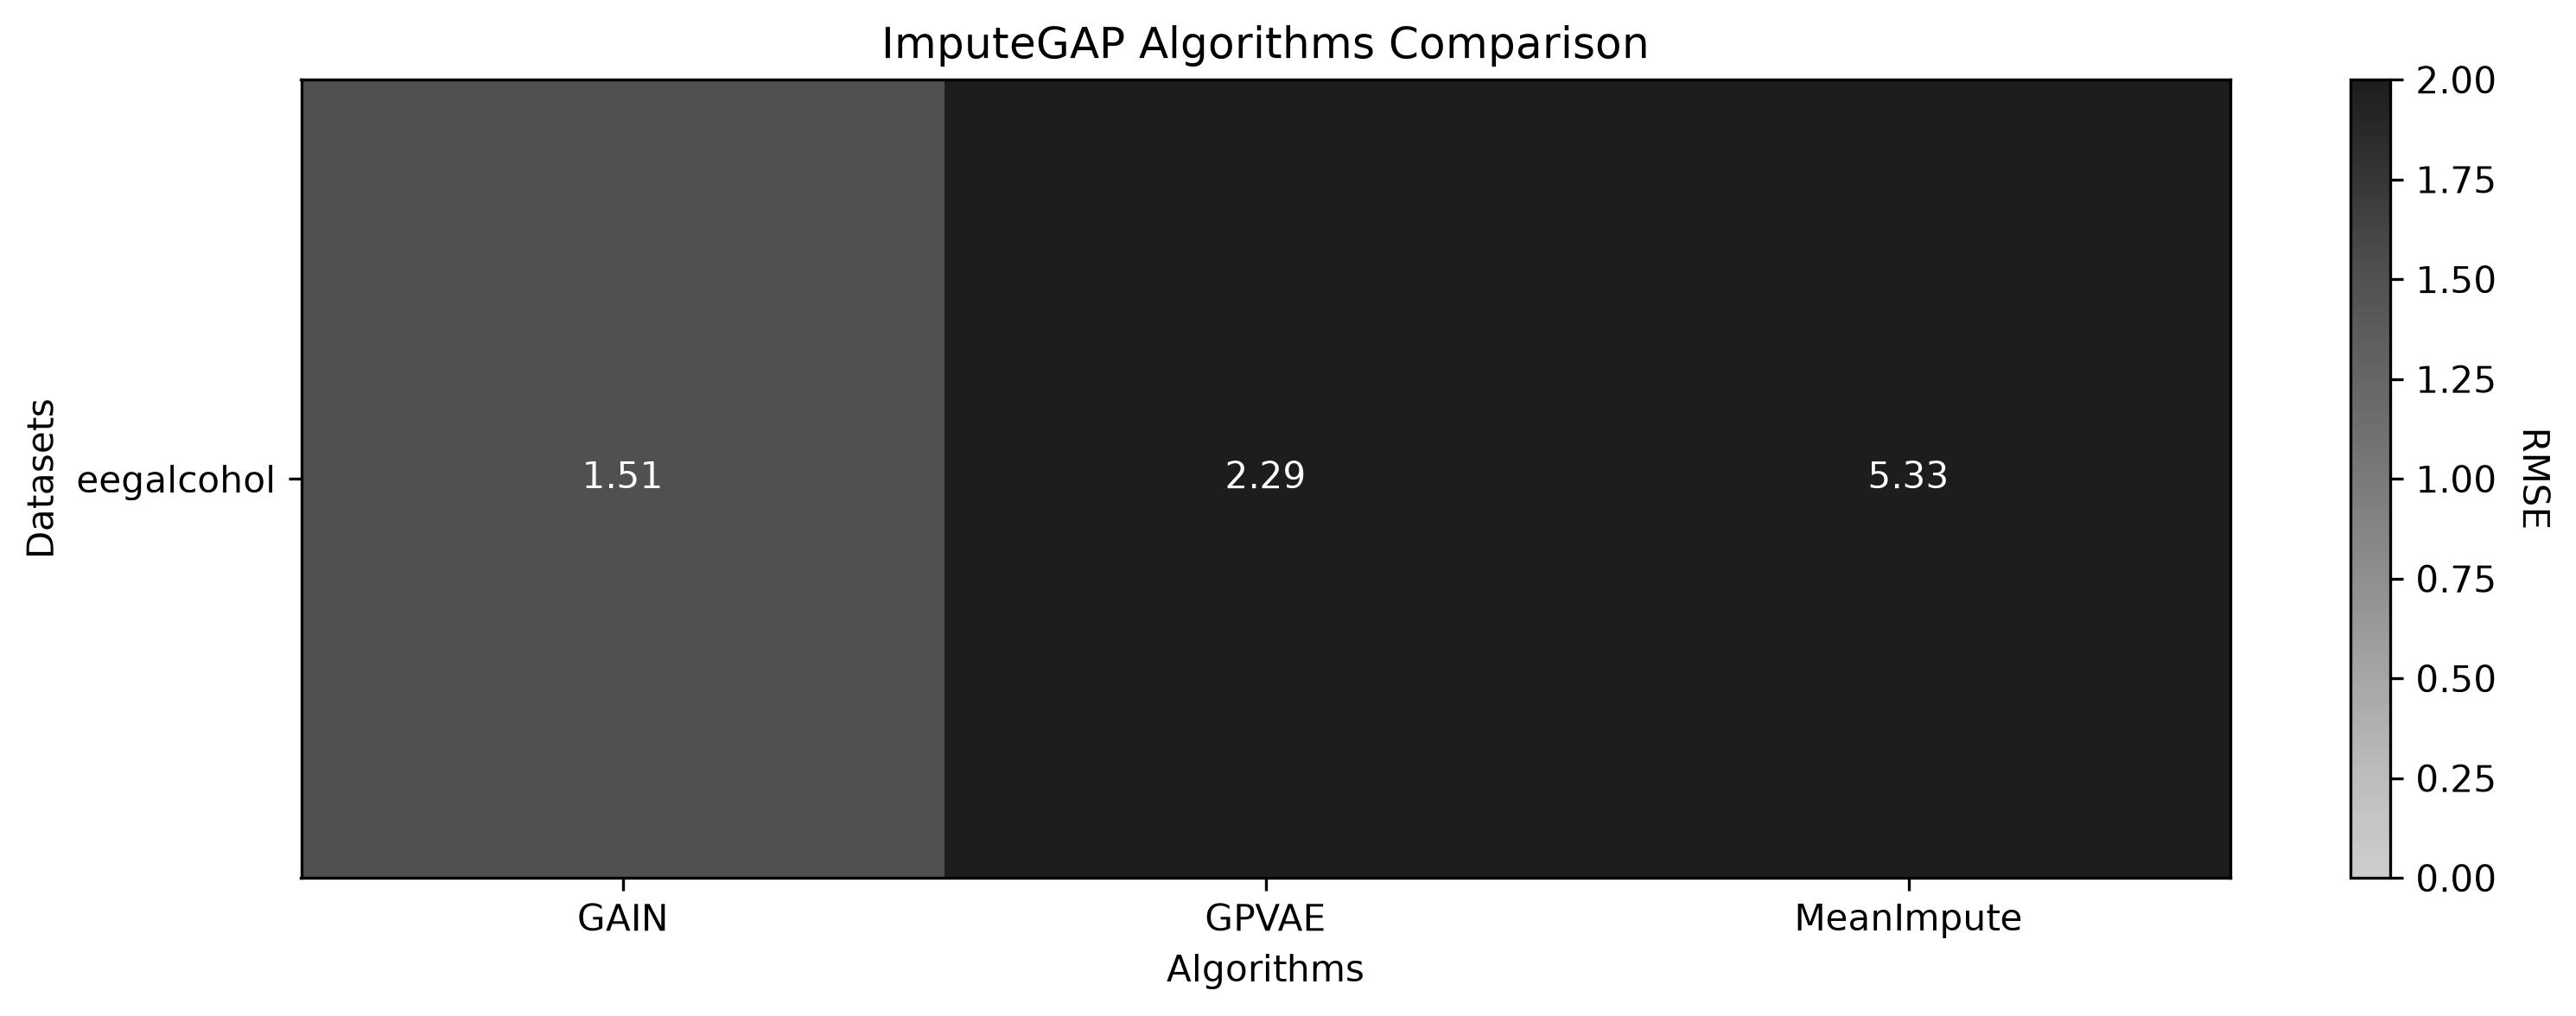 ImputeGAP Algorithms Comparison
Datasets
eegalcohol
1.51
2.29
5.33
GAIN
GPVAE
MeanImpute
Algorithms
2.00
1.75
1.50
1.25
1.00
0.75
0.50
0.25
0.00
RMSE